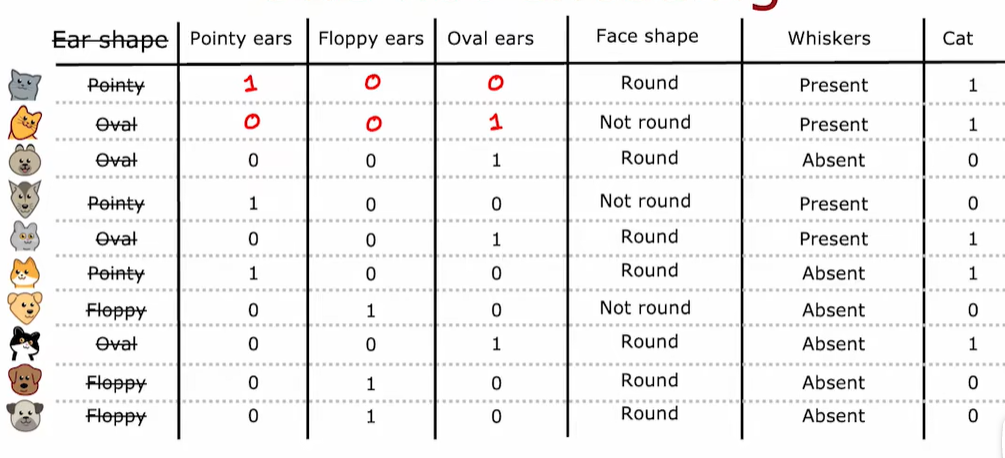 Ear shape Pointy ears Floppy ears Oval ears Face shape Whiskers Cat
Pointy 1 0 0 Round Present 1
Oval 0 0 1 Not round Present 1
Oval 0 0 1 Round Absent 0
Pointy 1 0 0 Not round Present 0
Oval 0 0 1 Round Present 1
Pointy 1 0 0 Round Absent 1
Floppy 0 1 0 Not round Absent 0
Oval 0 0 1 Round Absent 1
Floppy 0 1 0 Round Absent 0
Floppy 0 1 0 Round Absent 0